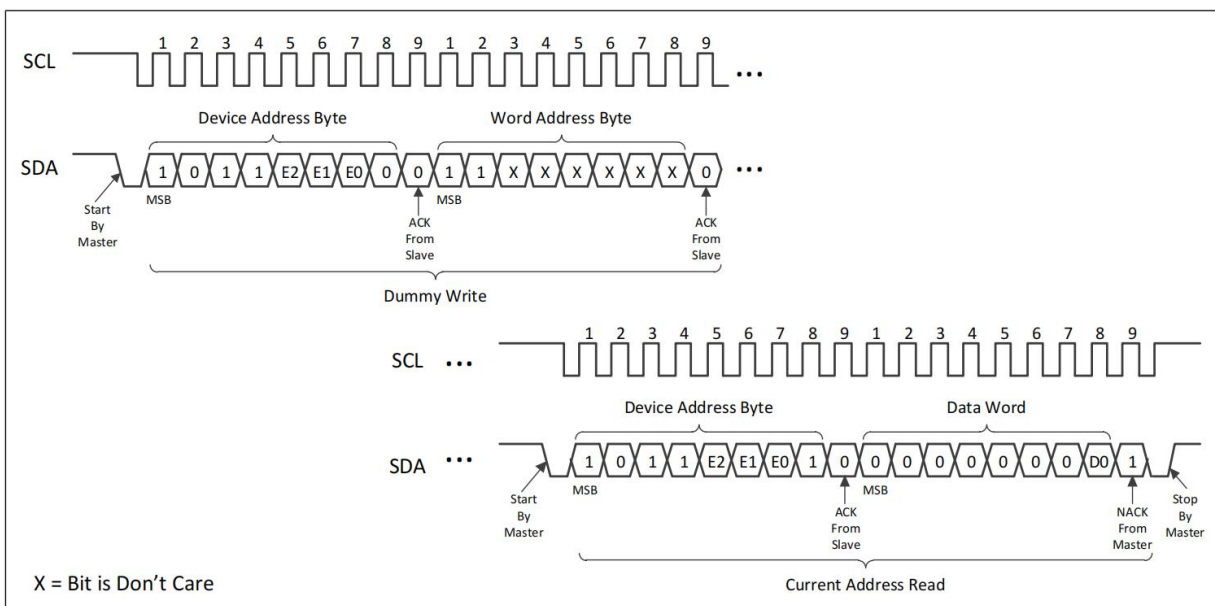 1 2 3 4 5 6 7 8 9 1 2 3 4 5 6 7 8 9
SCL ...
Device Address Byte Word Address Byte
SDA 1 0 1 1 E2 E1 E0 0 0 1 1 X X X X X X 0 ...
MSB MSB
Start By Master
ACK From Slave
ACK From Slave
Dummy Write
1 2 3 4 5 6 7 8 9 1 2 3 4 5 6 7 8 9
SCL ...
Device Address Byte Data Word
SDA ... 1 0 1 1 E2 E1 E0 1 0 0 0 0 0 0 0 0 D0 1
MSB MSB
Start By Master
ACK From Slave
NACK From Master
Stop By Master
X = Bit is Don't Care
Current Address Read